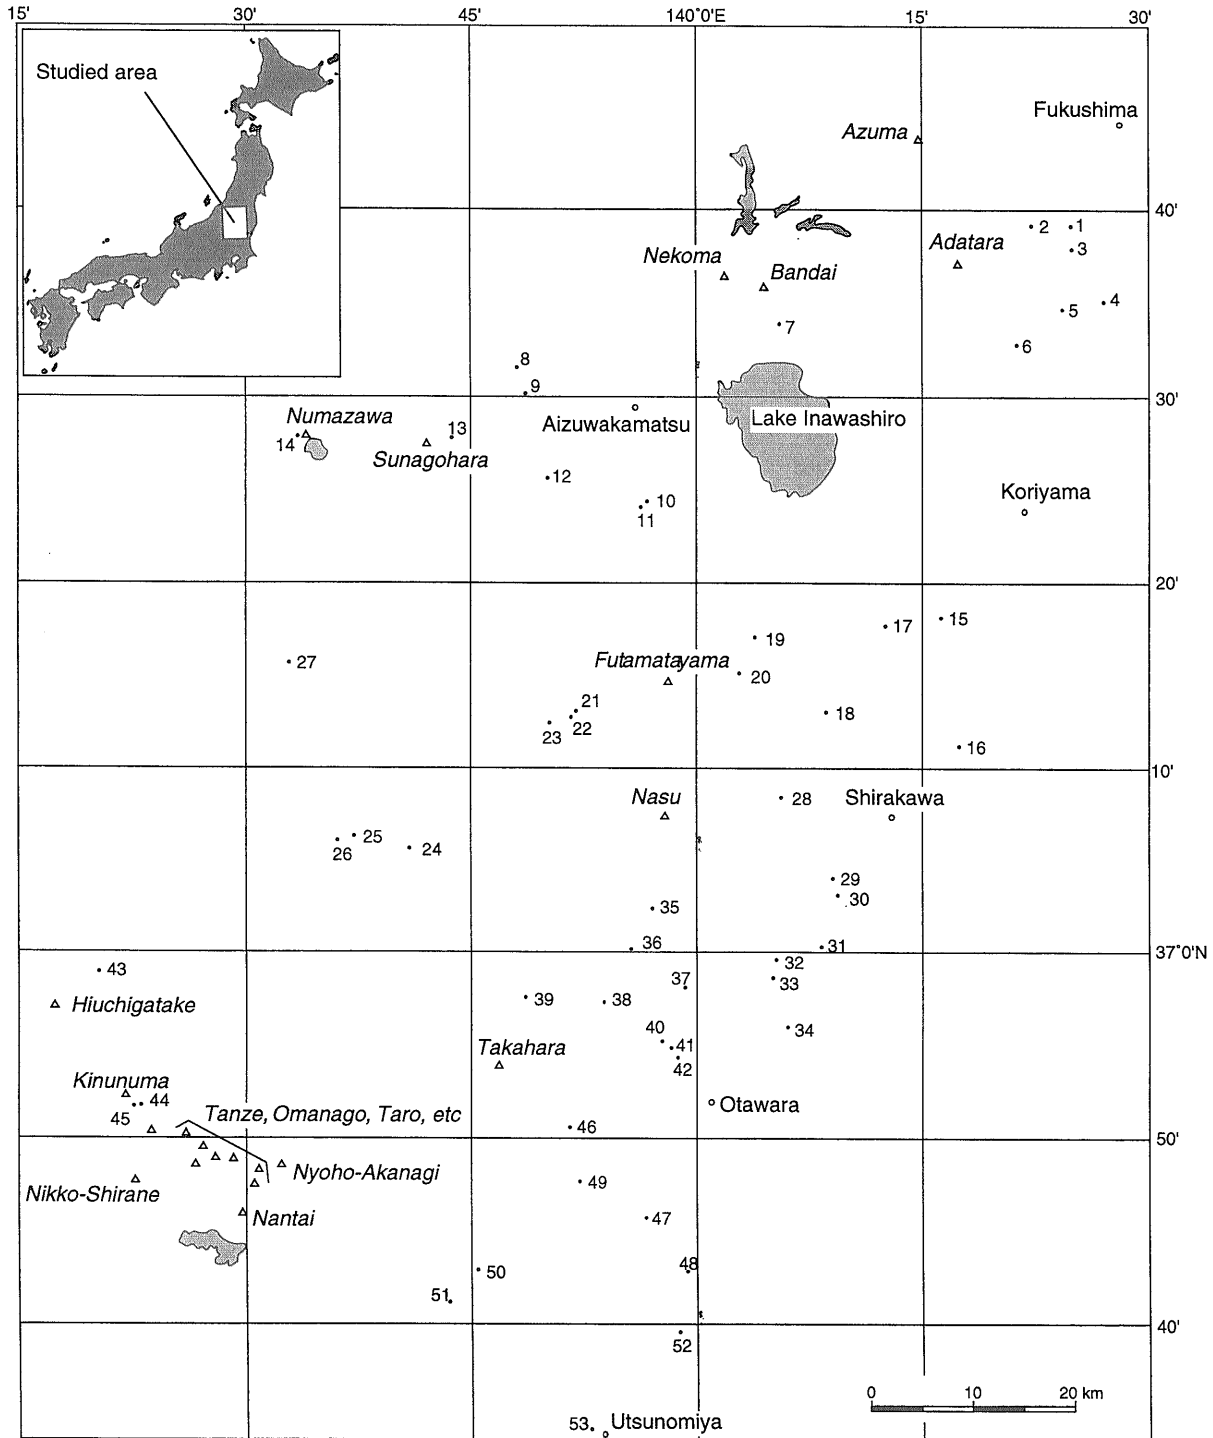 15'
30'
45'
140°0'E
15'
30'
Studied area
Fukushima
Azuma
40'
2
1
3
Adatara
Nekoma
Bandai
4
5
7
6
8
9
30'
Numazawa
13
Aizuwakamatsu
Lake Inawashiro
14
Sunagohara
12
10
11
Koriyama
20'
15
17
19
27
Futamatayama
20
21
18
22
23
16
10'
Nasu
28
Shirakawa
25
24
26
29
30
35
36
31
37°0'N
32
43
37
33
39
38
Hiuchigatake
40
34
41
Takahara
42
Kinunuma
44
45
Tanze, Omanago, Taro, etc
Otawara
46
50'
Nyoho-Akanagi
49
Nikko-Shirane
Nantai
47
48
50
51
40'
52
0
10
20 km
53
Utsunomiya